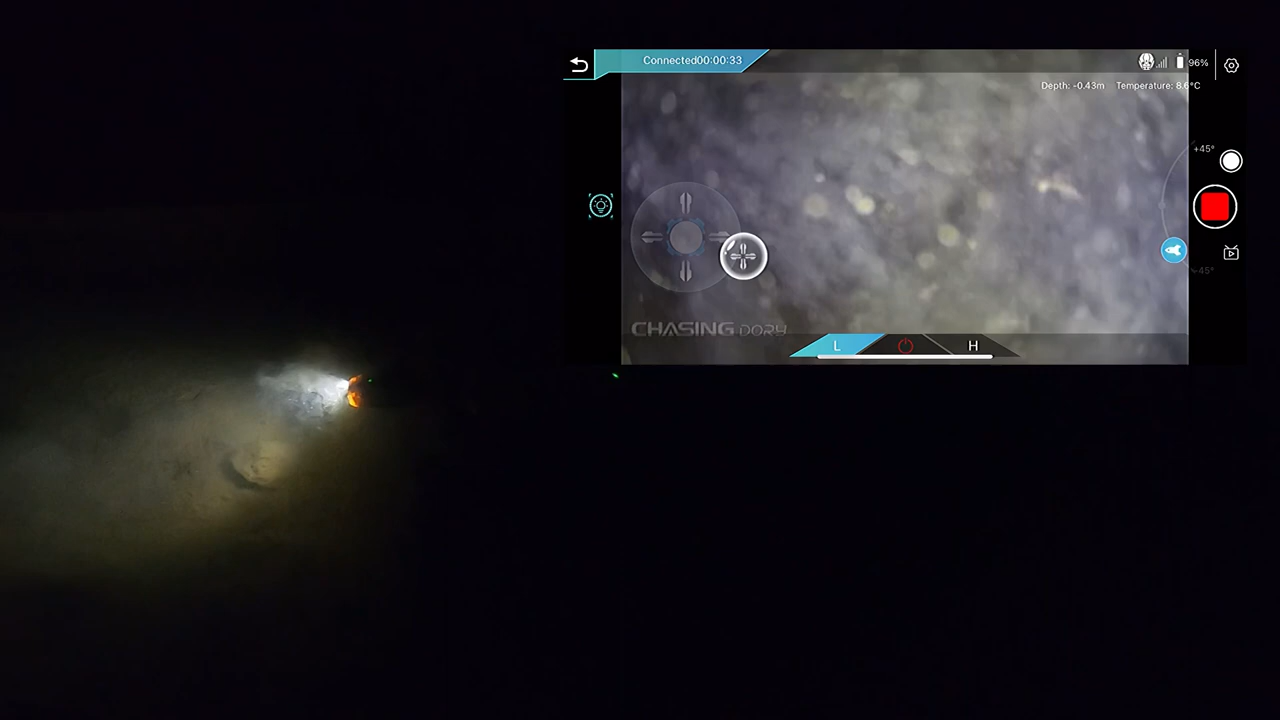 Connected00:00:33
96%
Depth: -0.43m Temperature: 8.6°C
+45°
-45°
CHASING DORY
L
H